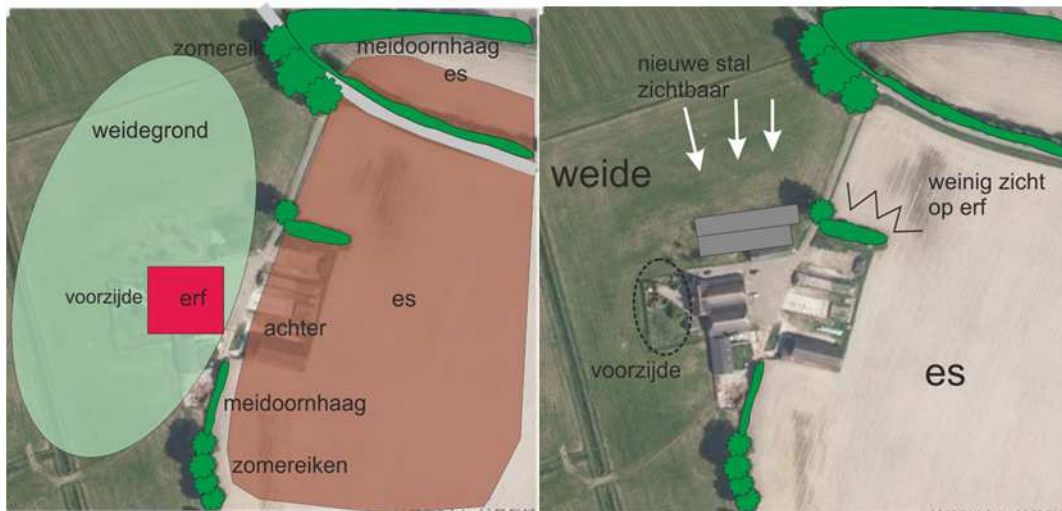 zomereik
meidoornhaag
es
weidegrond
voorzijde
erf
es
achter
meidoornhaag
zomereiken
nieuwe stal
zichtbaar
weide
weinig zicht
op erf
voorzijde
es